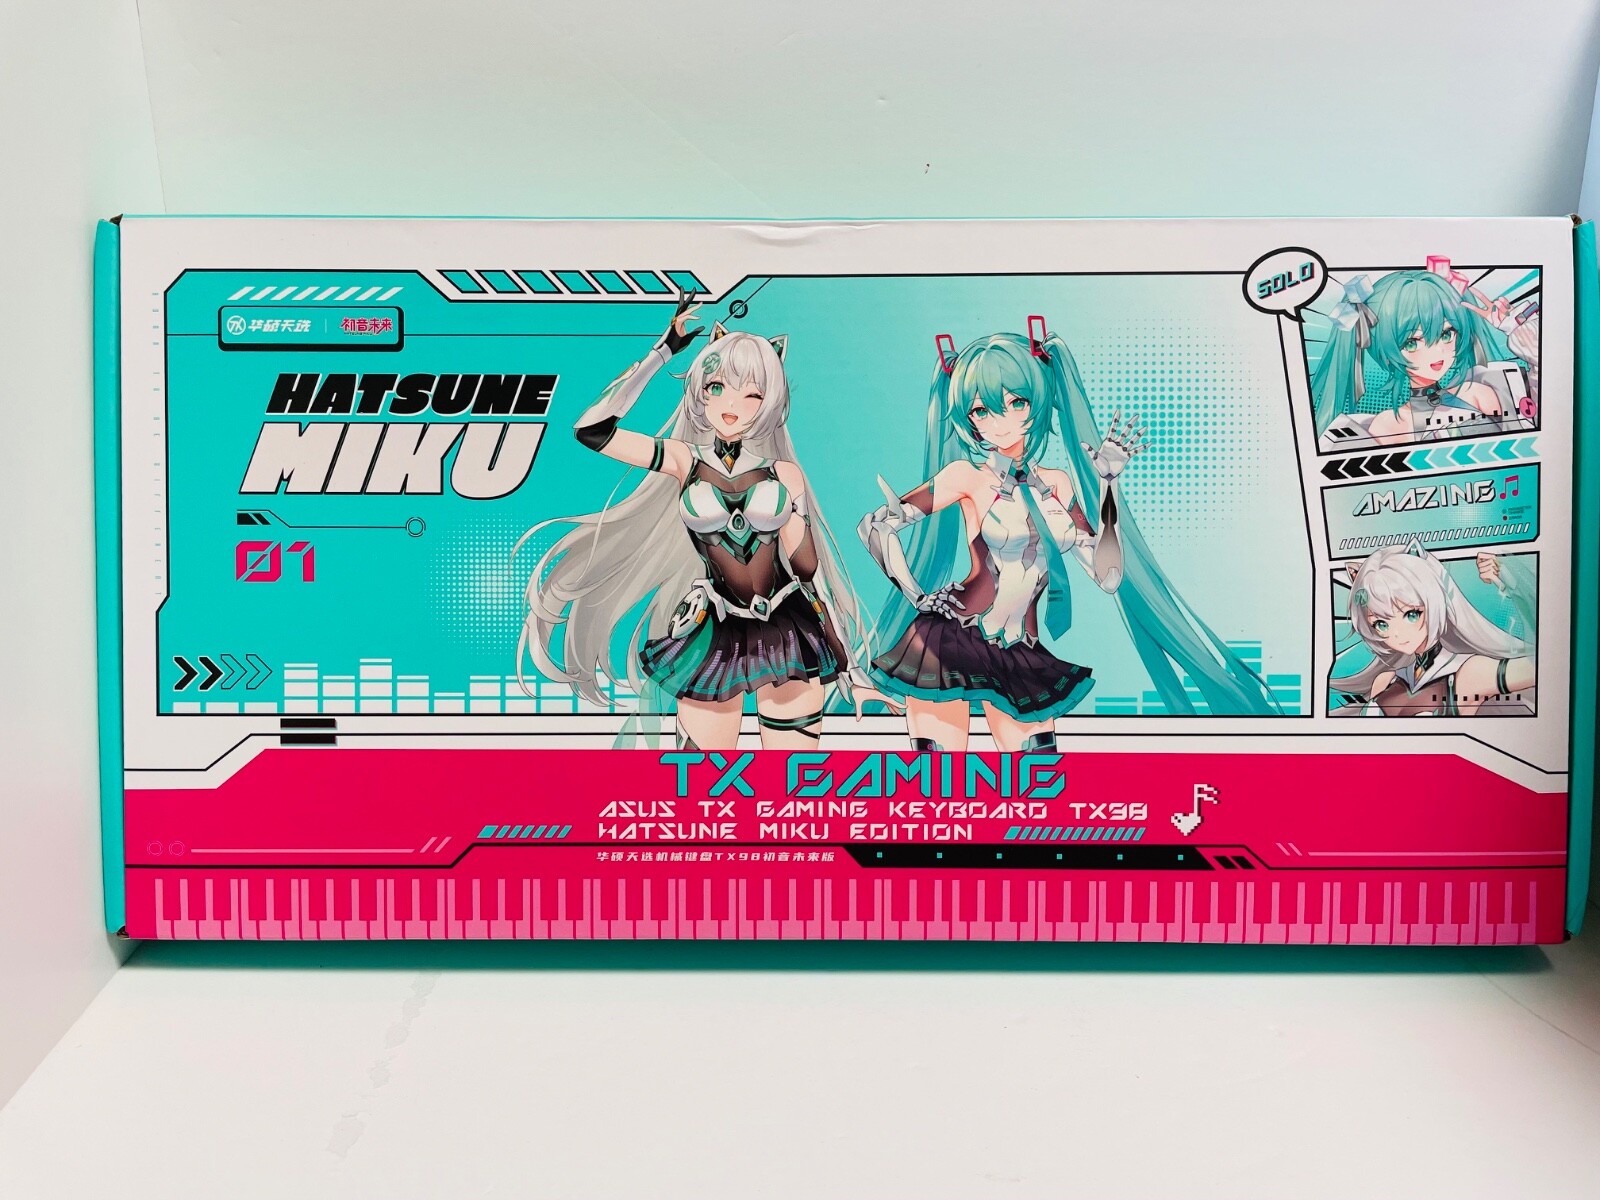 华硕天选 初音未来
HATSUNE
MIKU
01
SOLO
AMAZING
TX GAMING
ASUS TX GAMING KEYBOARD TX98
HATSUNE MIKU EDITION
华硕天选机械键盘TX98初音未来版